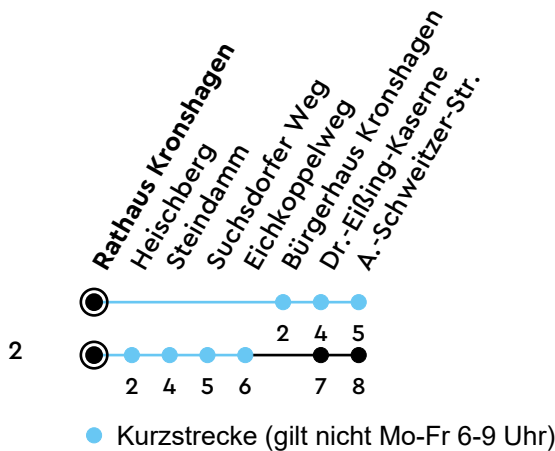 Rathaus Kronshagen
Heischberg
Steindamm
Suchsdorfer Weg
Eichkoppelweg
Bürgerhaus Kronshagen
Dr.-Eißing-Kaserne
A.-Schweitzer-Str.
2 4 5
2
2 4 5 6 7 8
Kurzstrecke (gilt nicht Mo-Fr 6-9 Uhr)